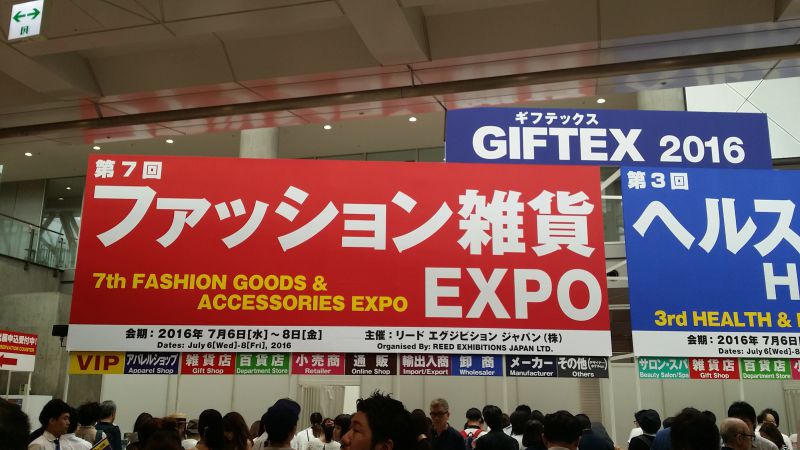 ギフテックス
GIFTEX 2016
第7回
ファッション雑貨
7th FASHION GOODS &
ACCESSORIES EXPO
EXPO
会期：2016年 7月6日[水]～8日[金]
Dates: July 6[Wed]-8[Fri], 2016
主催：リード エグジビション ジャパン(株)
Organised By: REED EXHIBITIONS JAPAN LTD.
VIP
アパレルショップ
Apparel Shop
雑貨店
Gift Shop
百貨店
Department Store
小売商
Retailer
通販
Online Shop
輸出入商
Import/Export
卸商
Wholesaler
メーカー
Manufacturer
その他
Others
第3回
ヘルス
H
3rd HEALTH &
会期：2016年 7月6日
Dates: July 6[Wed]-8
サロン・スパ
Beauty Salon/Spa
雑貨店
Gift Shop
百貨店
Department Store
申込受付中!